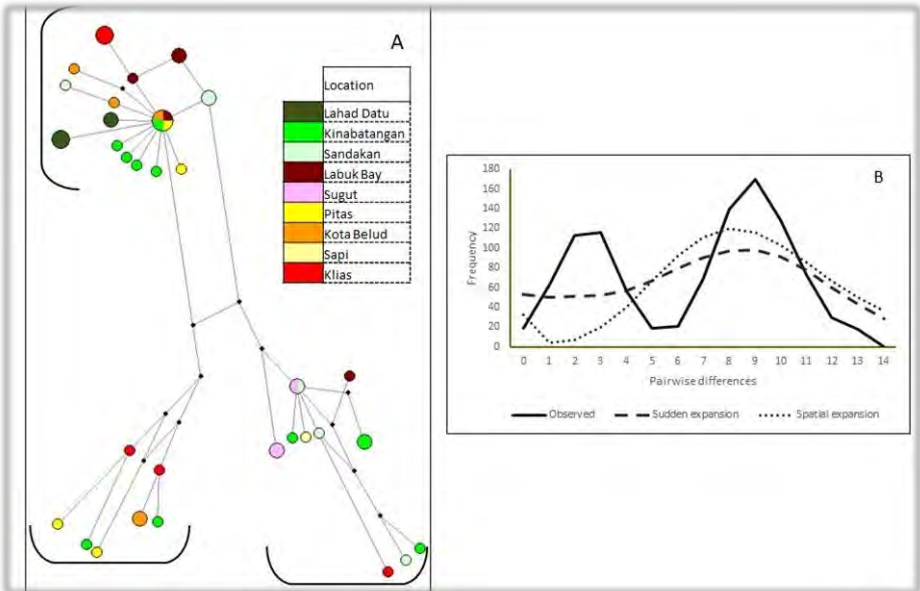 A
Location
Lahad Datu
Kinabatangan
Sandakan
Labuk Bay
Sugut
Pitas
Kota Belud
Sapi
Klias
B
Frequency
180
160
140
120
100
80
60
40
20
0
0 1 2 3 4 5 6 7 8 9 10 11 12 13 14
Pairwise differences
Observed Sudden expansion Spatial expansion